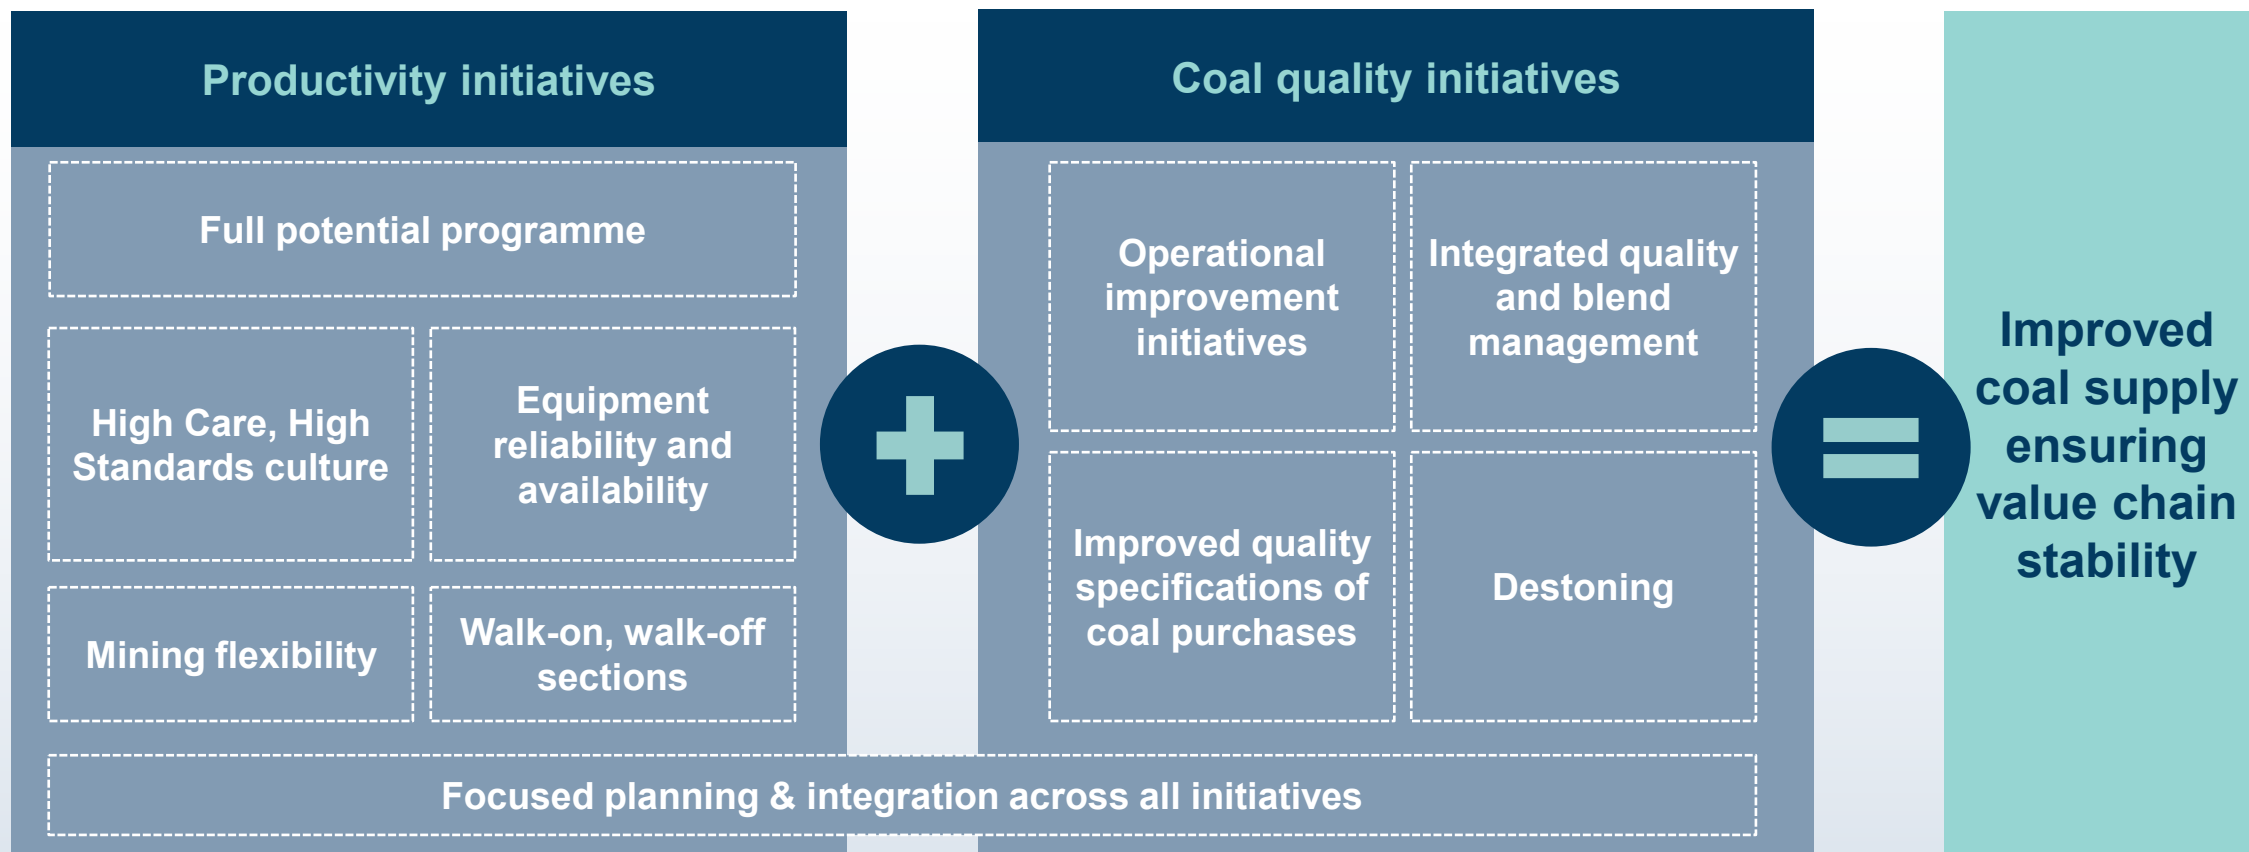 Productivity initiatives
Full potential programme
High Care, High
Standards culture
Equipment
reliability and
availability
Mining flexibility
Walk-on, walk-off
sections
Coal quality initiatives
Operational
improvement
initiatives
Integrated quality
and blend
management
Improved quality
specifications of
coal purchases
Destoning
Focused planning & integration across all initiatives
Improved
coal supply
ensuring
value chain
stability